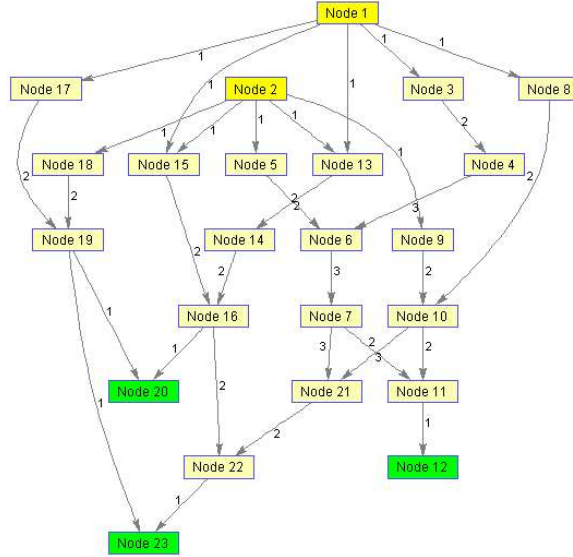 Node 1
1
1
1
1
1
Node 17
Node 2
Node 3
Node 8
1
1
1
1
1
2
Node 18
Node 15
Node 5
Node 13
Node 4
2
2
2
2
2
3
2
Node 19
Node 14
Node 6
Node 9
2
3
2
Node 16
Node 7
Node 10
1
1
3
2
3
2
Node 20
2
Node 21
Node 11
1
2
1
Node 22
Node 12
1
Node 23